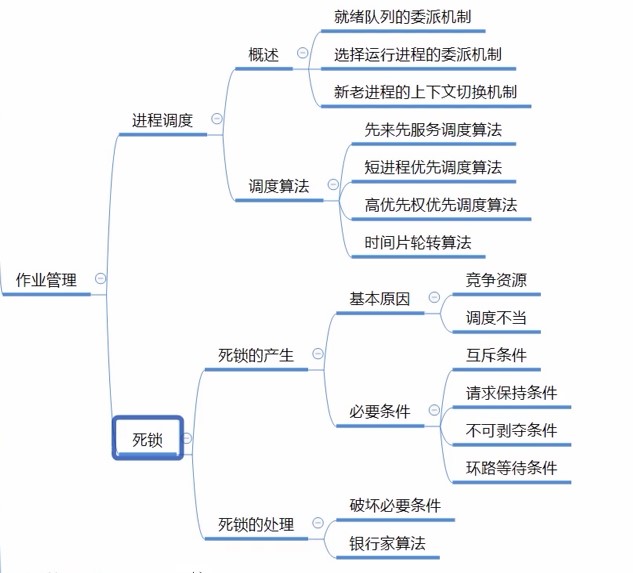 作业管理
进程调度
概述
就绪队列的委派机制
选择运行进程的委派机制
新老进程的上下文切换机制
调度算法
先来先服务调度算法
短进程优先调度算法
高优先权优先调度算法
时间片轮转算法
死锁
死锁的产生
基本原因
竞争资源
调度不当
必要条件
互斥条件
请求保持条件
不可剥夺条件
环路等待条件
死锁的处理
破坏必要条件
银行家算法